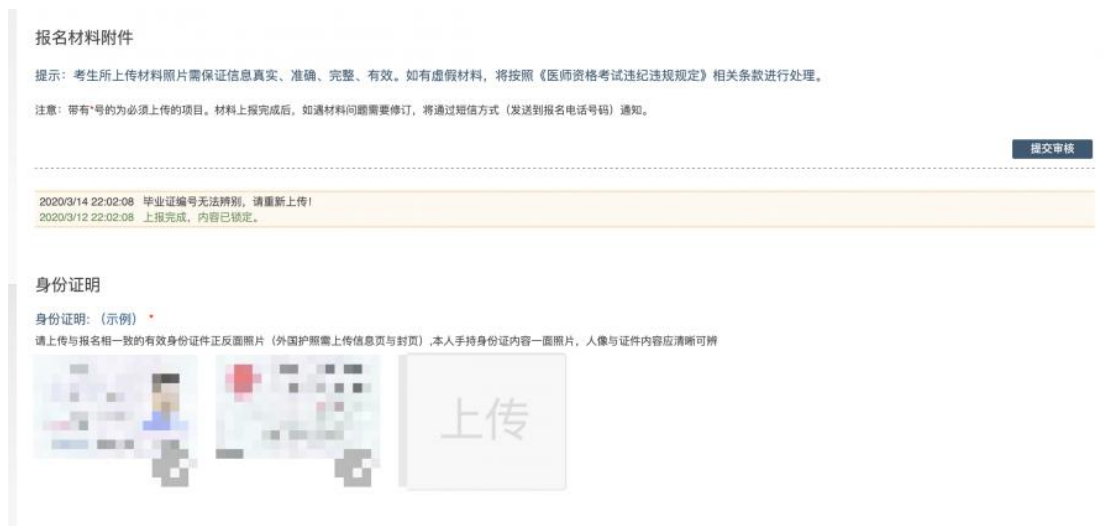 报名材料附件
提示：考生所上传材料照片需保证信息真实、准确、完整、有效。如有虚假材料，将按照《医师资格考试违纪违规规定》相关条款进行处理。
注意：带有*号的为必须上传的项目。材料上报完成后，如遇材料问题需要修订，将通过短信方式（发送到报名电话号码）通知。
提交审核
2020/3/14 22:02:08 毕业证编号无法辨别，请重新上传！
2020/3/12 22:02:08 上报完成，内容已锁定。
身份证明
身份证明:（示例） *
请上传与报名相一致的有效身份证件正反面照片（外国护照需上传信息页与封页）,本人手持身份证内容一面照片，人像与证件内容应清晰可辨
上传